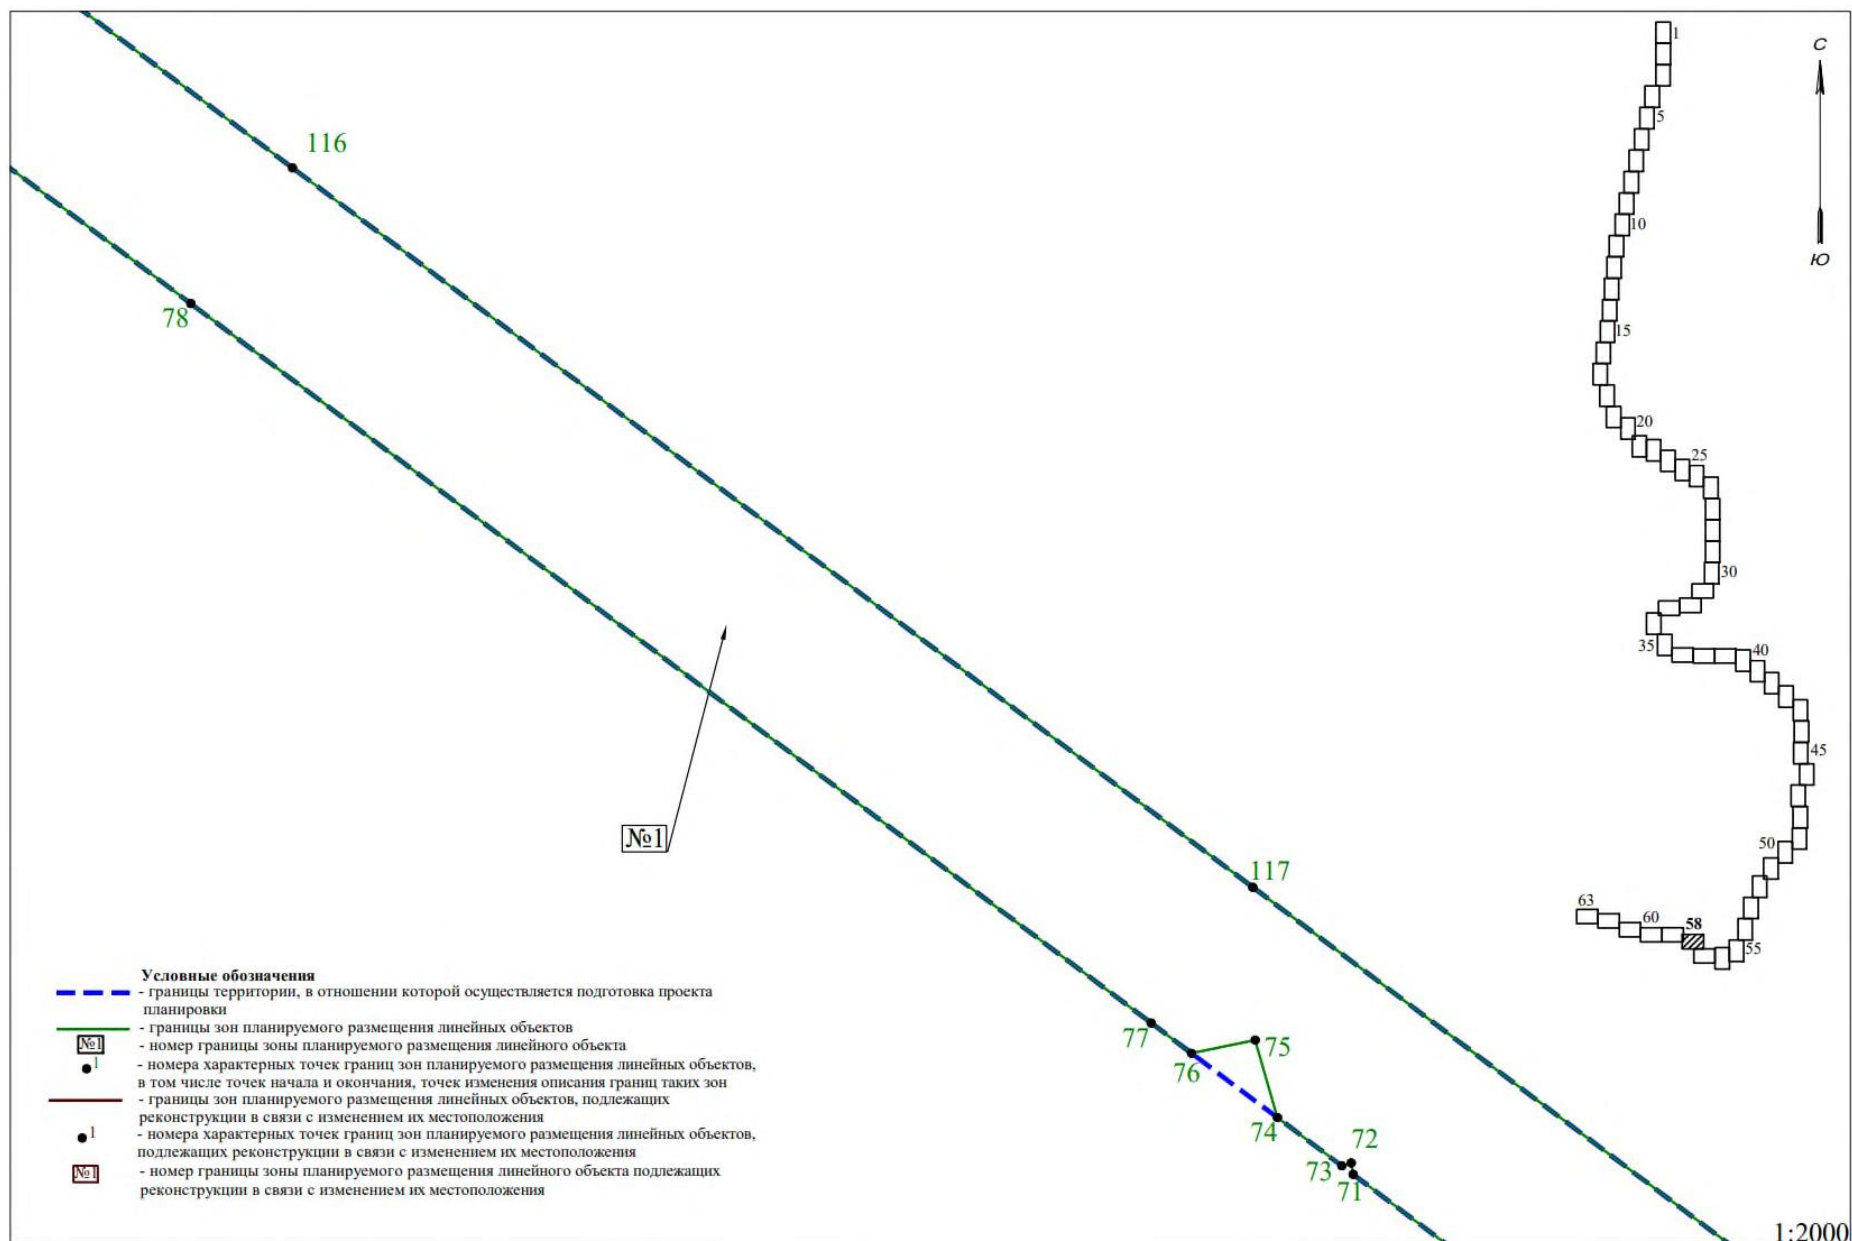 116
78
№1
117
77
76
75
74
73
72
71
С
Ю
1
5
10
15
20
25
30
35
40
45
50
55
58
60
63
Условные обозначения
- границы территории, в отношении которой осуществляется подготовка проекта
планировки
- границы зон планируемого размещения линейных объектов
№1 - номер границы зоны планируемого размещения линейного объекта
1 - номера характерных точек границ зон планируемого размещения линейных объектов,
в том числе точек начала и окончания, точек изменения описания границ таких зон
- границы зон планируемого размещения линейных объектов, подлежащих
реконструкции в связи с изменением их местоположения
1 - номера характерных точек границ зон планируемого размещения линейных объектов,
подлежащих реконструкции в связи с изменением их местоположения
№1 - номер границы зоны планируемого размещения линейного объекта подлежащих
реконструкции в связи с изменением их местоположения
1:2000